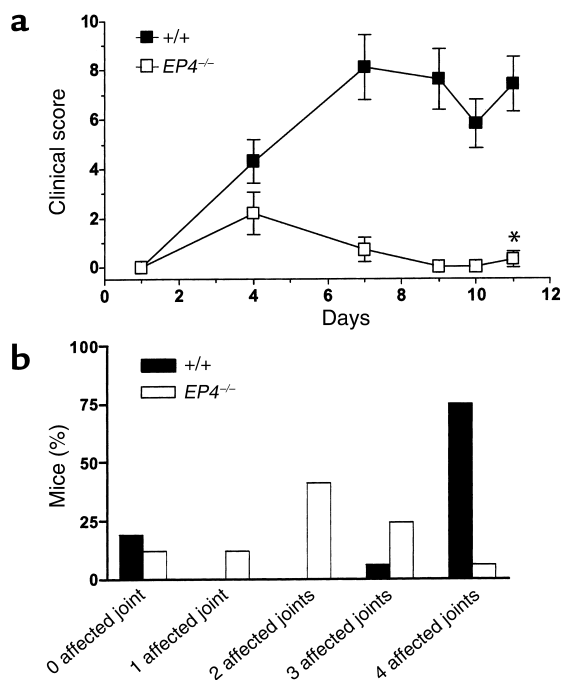 a
10
8
6
4
2
0
Clinical score
+/+
EP4⁻/⁻
*
0 2 4 6 8 10 12
Days
b
100
75
50
25
0
Mice (%)
+/+
EP4⁻/⁻
0 affected joint
1 affected joint
2 affected joints
3 affected joints
4 affected joints